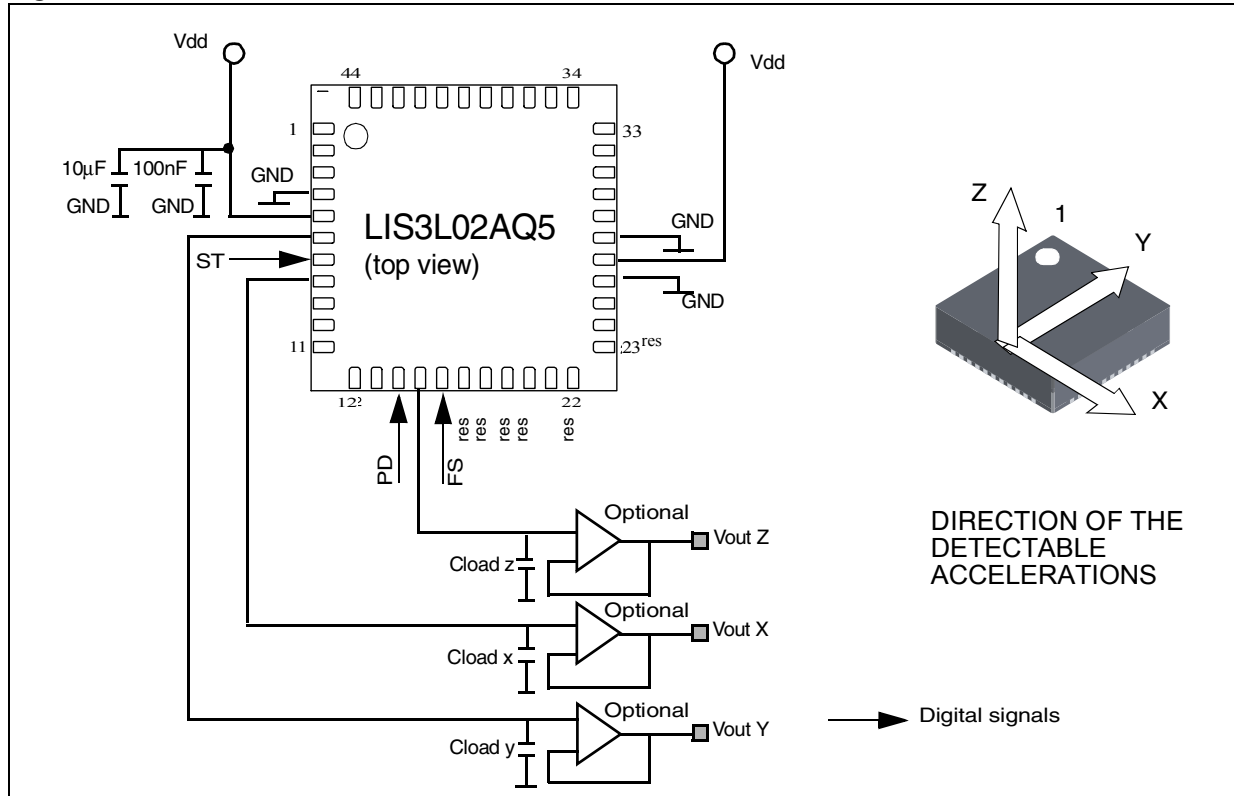 Vdd
Vdd
44
34
1
33
10µF
100nF
GND
GND
GND
GND
LIS3L02AQ5
(top view)
ST
GND
11
23
res
12
22
PD
FS
res
res
res
res
res
Optional
Vout Z
Cload z
Optional
Vout X
Cload x
Optional
Vout Y
Cload y
Digital signals
Z
1
Y
X
DIRECTION OF THE
DETECTABLE
ACCELERATIONS